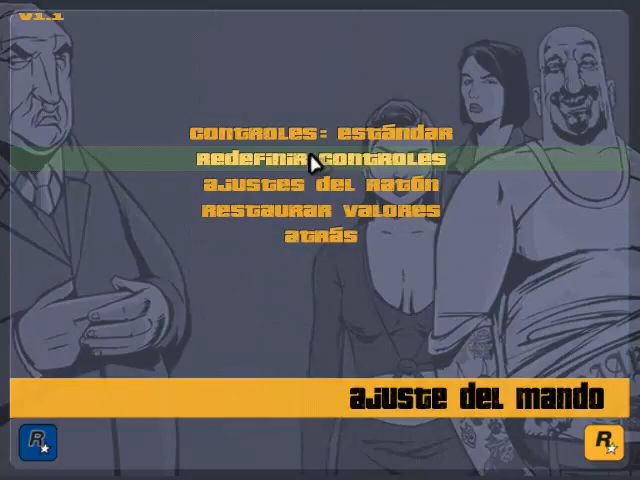 v1.1
controles: estándar
redefinir controles
ajustes del ratón
restaurar valores
atrás
ajuste del mando
R
R